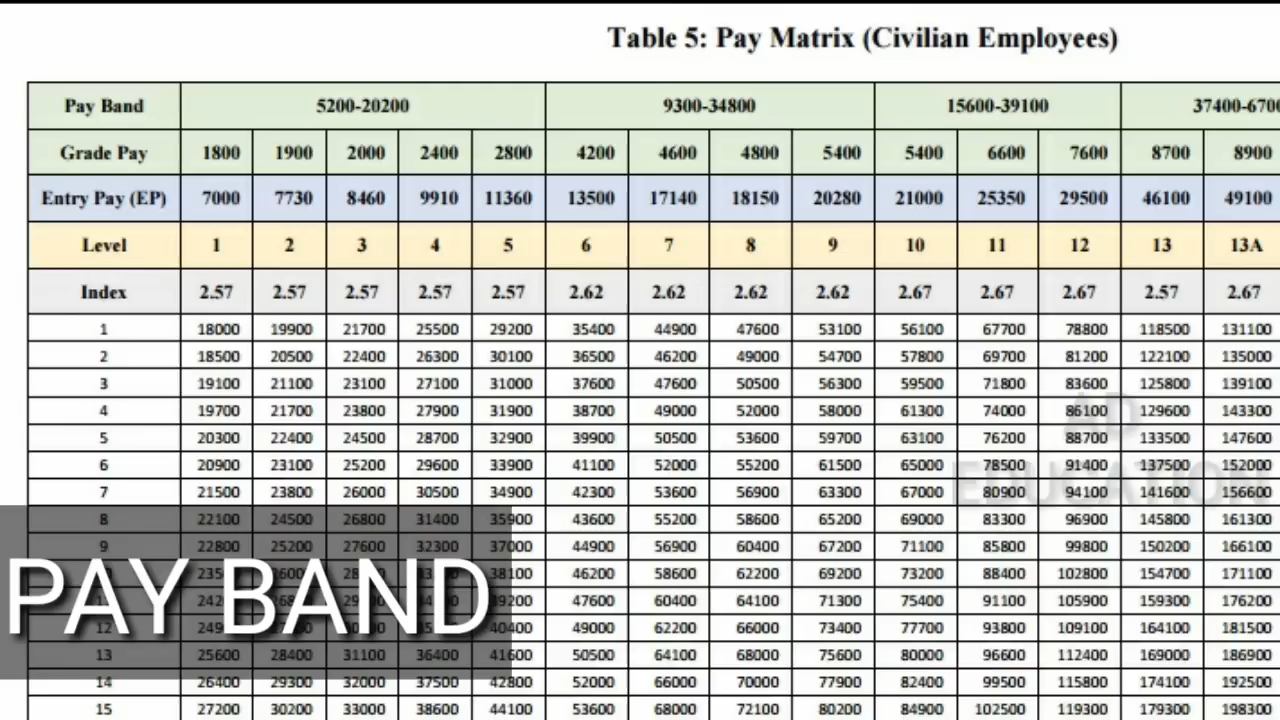 Table 5: Pay Matrix (Civilian Employees)
Pay Band 5200-20200 9300-34800 15600-39100
Grade Pay 1800 1900 2000 2400 2800 4200 4600 4800 5400 5400 6600 7600 8700 8900
Entry Pay (EP) 7000 7730 8460 9910 11360 13500 17140 18150 20280 21000 25350 29500 46100 49100
Level 1 2 3 4 5 6 7 8 9 10 11 12 13 13A
Index 2.57 2.57 2.57 2.57 2.57 2.62 2.62 2.62 2.62 2.67 2.67 2.67 2.57 2.67
1 18000 19900 21700 25500 29200 35400 44900 47600 53100 56100 67700 78800 118500 131100
2 18500 20500 22400 26300 30100 36500 46200 49000 54700 57800 69700 81200 122100 135000
3 19100 21100 23100 27100 31000 37600 47600 50500 56300 59500 71800 83600 125800 139100
4 19700 21700 23800 27900 31900 38700 49000 52000 58000 61300 74000 86100 129600 143300
5 20300 22400 24500 28700 32900 39900 50500 53600 59700 63100 76200 88700 133500 147600
6 20900 23100 25200 29600 33900 41100 52000 55200 61500 65000 78500 91400 137500 152000
7 21500 23800 26000 30500 34900 42300 53600 56900 63300 67000 80900 94100 141600 156600
8 22100 24500 26800 31400 35900 43600 55200 58600 65200 69000 83300 96900 145800 161300
9 22800 25200 27600 32300 37000 44900 56900 60400 67200 71100 85800 99800 150200 166100
38100 46200 58600 62200 69200 73200 88400 102800 154700 171100
39200 47600 60400 64100 71300 75400 91100 105900 159300 176200
12 40400 49000 62200 66000 73400 77700 93800 109100 164100 181500
13 25600 28400 31100 36400 41600 50500 64100 68000 75600 80000 96600 112400 169000 186900
14 26400 29300 32000 37500 42800 52000 66000 70000 77900 82400 99500 115800 174100 192500
15 27200 30200 33000 38600 44100 53600 68000 72100 80200 84900 102500 119300 179300 198300
AD
EDUCATION
PAY BAND